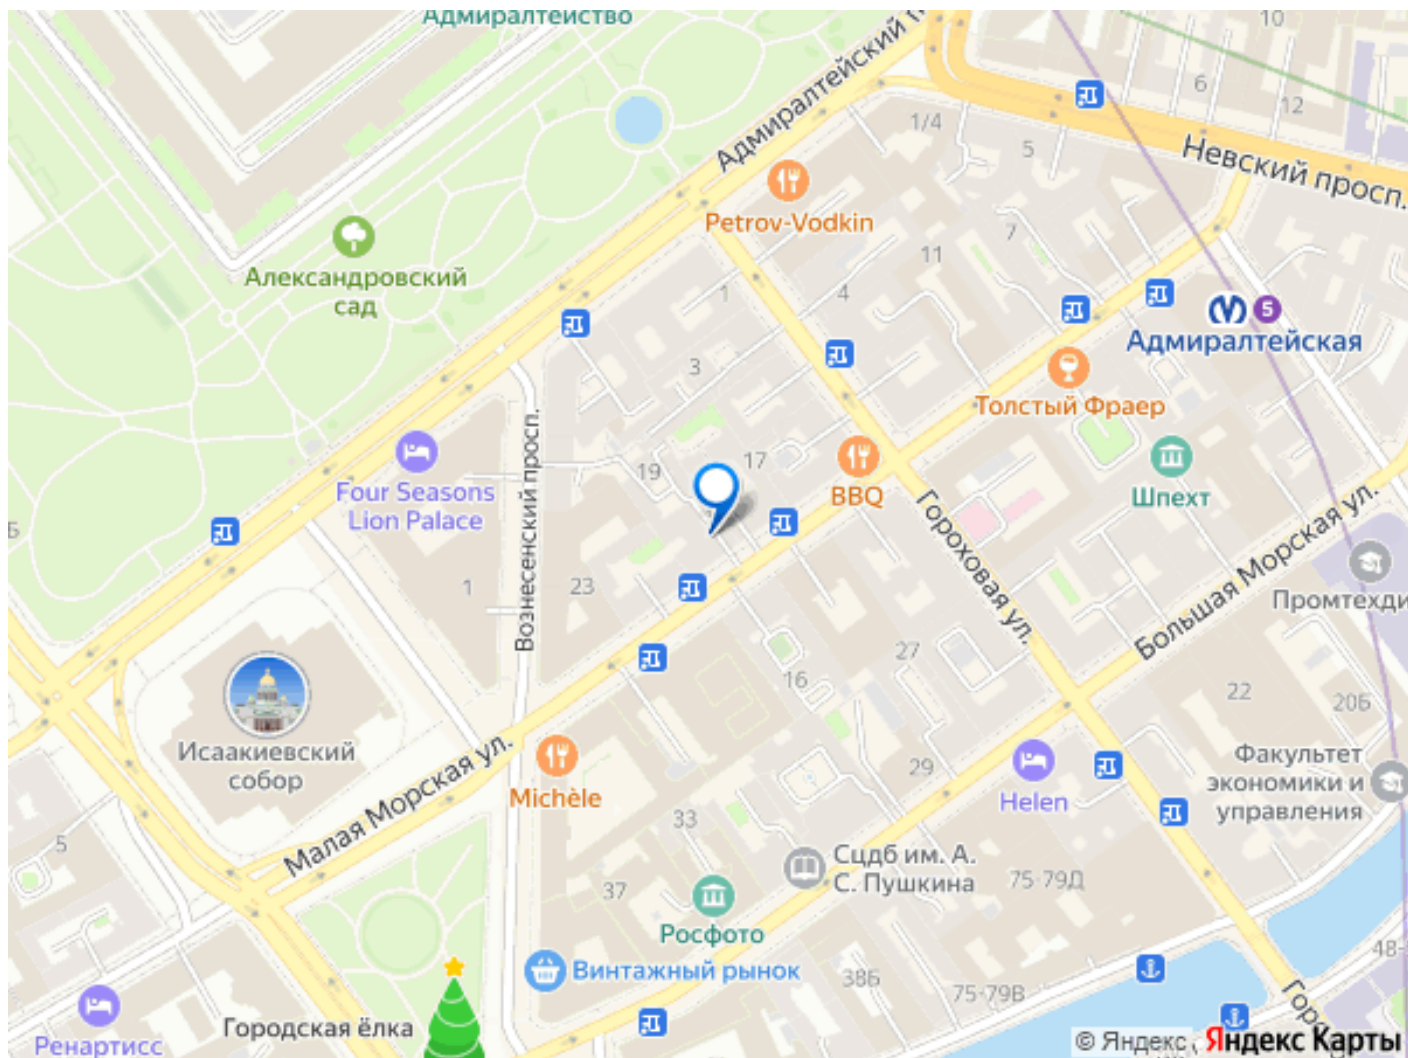 Адмиралтейство
10
6
12
Адмиралтейский п
1/4
5
Невский просп.
Petrov-Vodkin
7
11
Александровский
сад
1
4
5
Адмиралтейская
3
Толстый Фраер
Вознесенский просп.
17
19
BBQ
Four Seasons
Lion Palace
Шпехт
Гороховая ул.
Большая Морская ул.
Б
1
23
Промтехди
27
16
22
20Б
Исаакиевский
собор
Малая Морская ул.
Michèle
29
Helen
Факультет
экономики и
управления
5
33
Сцдб им. А.
С. Пушкина
75-79Д
37
Росфото
Винтажный рынок
38Б
75-79В
48-
Горо
Городская ёлка
Ренартисс
© Яндекс
Яндекс Карты